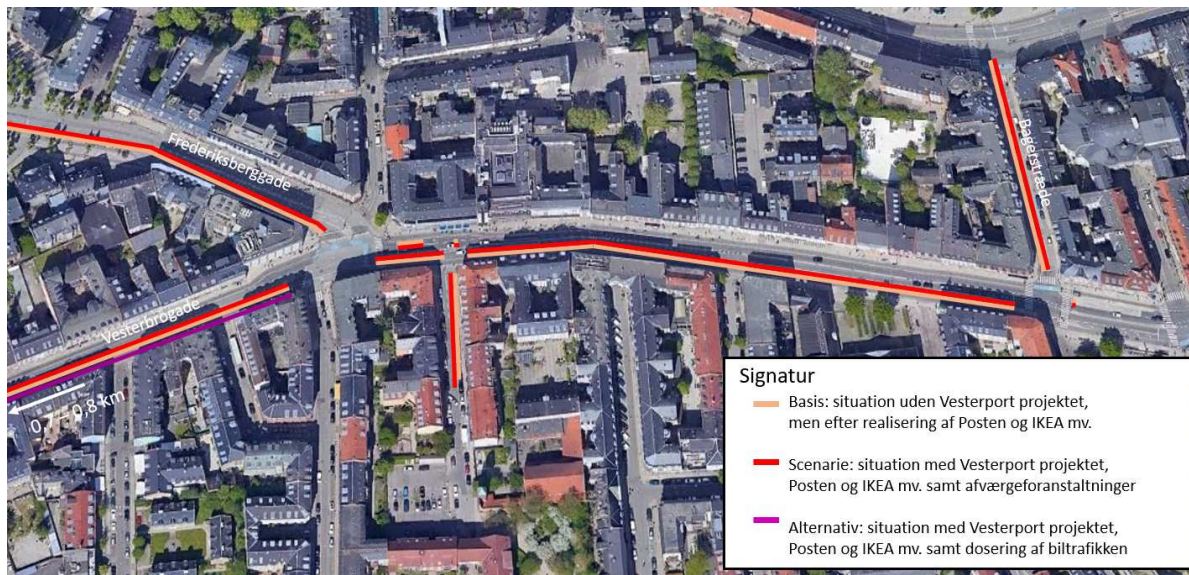 Frederiksberggade
Bagerstræde
Vesterbrogade
0,7 - 0,8 km
Signatur
Basis: situation uden Vesterport projektet,
men efter realisering af Posten og IKEA mv.
Scenarie: situation med Vesterport projektet,
Posten og IKEA mv. samt afværgeforanstaltninger
Alternativ: situation med Vesterport projektet,
Posten og IKEA mv. samt dosering af biltrafikken